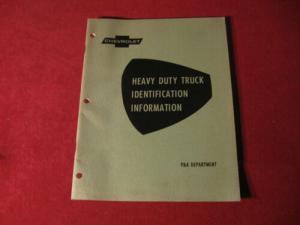 CHEVROLET
HEAVY DUTY TRUCK
IDENTIFICATION
INFORMATION
P&A DEPARTMENT